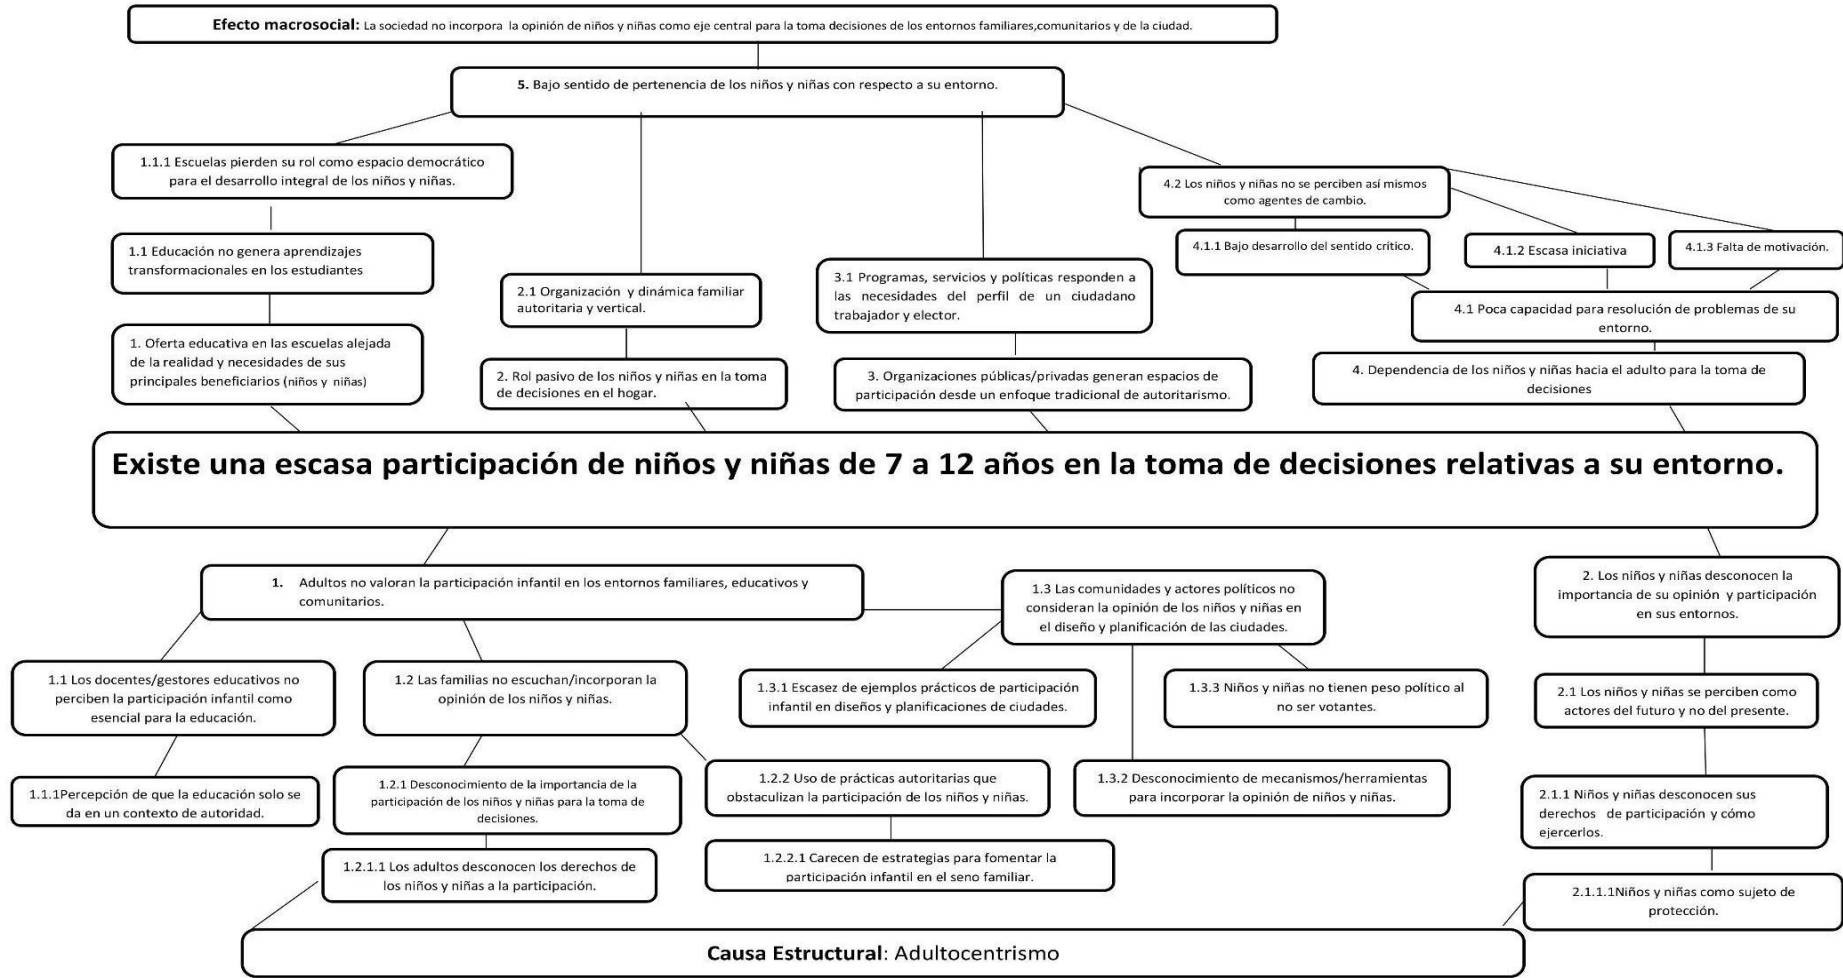 Efecto macrosocial: La sociedad no incorpora la opinión de niños y niñas como eje central para la toma decisiones de los entornos familiares,comunitarios y de la ciudad.
5. Bajo sentido de pertenencia de los niños y niñas con respecto a su entorno.
1.1.1 Escuelas pierden su rol como espacio democrático
para el desarrollo integral de los niños y niñas.
4.2 Los niños y niñas no se perciben así mismos
como agentes de cambio.
1.1 Educación no genera aprendizajes
transformacionales en los estudiantes
2.1 Organización y dinámica familiar
autoritaria y vertical.
3.1 Programas, servicios y políticas responden a
las necesidades del perfil de un ciudadano
trabajador y elector.
4.1.1 Bajo desarrollo del sentido crítico.
4.1.2 Escasa iniciativa
4.1.3 Falta de motivación.
4.1 Poca capacidad para resolución de problemas de su
entorno.
1. Oferta educativa en las escuelas alejada
de la realidad y necesidades de sus
principales beneficiarios (niños y niñas)
2. Rol pasivo de los niños y niñas en la toma
de decisiones en el hogar.
3. Organizaciones públicas/privadas generan espacios de
participación desde un enfoque tradicional de autoritarismo.
4. Dependencia de los niños y niñas hacia el adulto para la toma de
decisiones
Existe una escasa participación de niños y niñas de 7 a 12 años en la toma de decisiones relativas a su entorno.
1. Adultos no valoran la participación infantil en los entornos familiares, educativos y
comunitarios.
1.3 Las comunidades y actores políticos no
consideran la opinión de los niños y niñas en
el diseño y planificación de las ciudades.
2. Los niños y niñas desconocen la
importancia de su opinión y participación
en sus entornos.
1.1 Los docentes/gestores educativos no
perciben la participación infantil como
esencial para la educación.
1.2 Las familias no escuchan/incorporan la
opinión de los niños y niñas.
1.3.1 Escasez de ejemplos prácticos de participación
infantil en diseños y planificaciones de ciudades.
1.3.3 Niños y niñas no tienen peso político al
no ser votantes.
2.1 Los niños y niñas se perciben como
actores del futuro y no del presente.
1.1.1Percepción de que la educación solo se
da en un contexto de autoridad.
1.2.1 Desconocimiento de la importancia de la
participación de los niños y niñas para la toma de
decisiones.
1.2.2 Uso de prácticas autoritarias que
obstaculizan la participación de los niños y niñas.
1.3.2 Desconocimiento de mecanismos/herramientas
para incorporar la opinión de niños y niñas.
2.1.1 Niños y niñas desconocen sus
derechos de participación y cómo
ejercerlos.
1.2.1.1 Los adultos desconocen los derechos de
los niños y niñas a la participación.
1.2.2.1 Carecen de estrategias para fomentar la
participación infantil en el seno familiar.
2.1.1.1Niños y niñas como sujeto de
protección.
Causa Estructural: Adultocentrismo